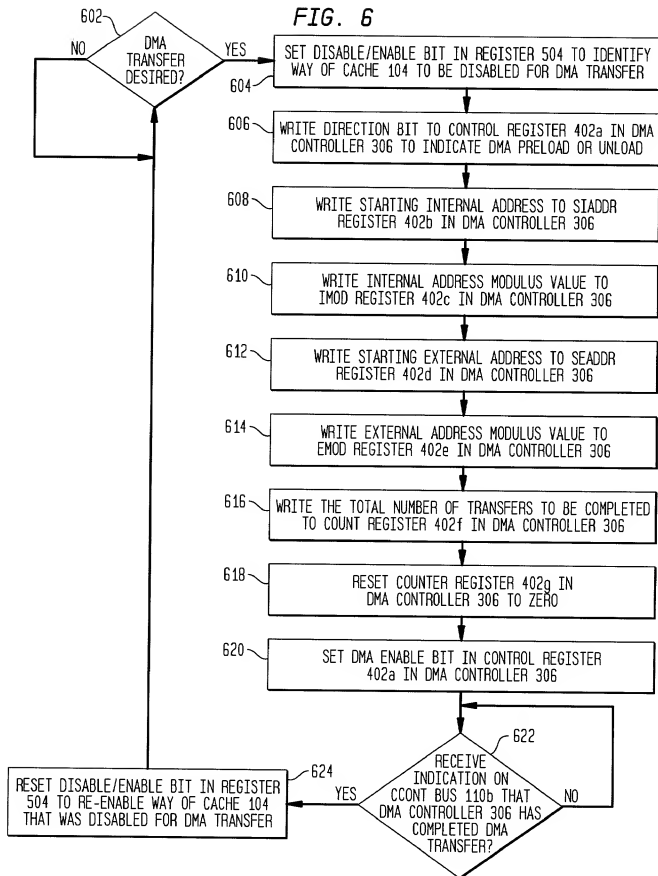 FIG. 6
602
DMA
TRANSFER
DESIRED?
NO
YES
SET DISABLE/ENABLE BIT IN REGISTER 504 TO IDENTIFY
WAY OF CACHE 104 TO BE DISABLED FOR DMA TRANSFER
604
606
WRITE DIRECTION BIT TO CONTROL REGISTER 402a IN DMA
CONTROLLER 306 TO INDICATE DMA PRELOAD OR UNLOAD
608
WRITE STARTING INTERNAL ADDRESS TO SIADDR
REGISTER 402b IN DMA CONTROLLER 306
610
WRITE INTERNAL ADDRESS MODULUS VALUE TO
IMOD REGISTER 402c IN DMA CONTROLLER 306
612
WRITE STARTING EXTERNAL ADDRESS TO SEADDR
REGISTER 402d IN DMA CONTROLLER 306
614
WRITE EXTERNAL ADDRESS MODULUS VALUE TO
EMOD REGISTER 402e IN DMA CONTROLLER 306
616
WRITE THE TOTAL NUMBER OF TRANSFERS TO BE COMPLETED
TO COUNT REGISTER 402f IN DMA CONTROLLER 306
618
RESET COUNTER REGISTER 402g IN
DMA CONTROLLER 306 TO ZERO
620
SET DMA ENABLE BIT IN CONTROL REGISTER
402a IN DMA CONTROLLER 306
622
RECEIVE
INDICATION ON
CCONT BUS 110b THAT
DMA CONTROLLER 306 HAS
COMPLETED DMA
TRANSFER?
NO
YES
624
RESET DISABLE/ENABLE BIT IN REGISTER
504 TO RE-ENABLE WAY OF CACHE 104
THAT WAS DISABLED FOR DMA TRANSFER